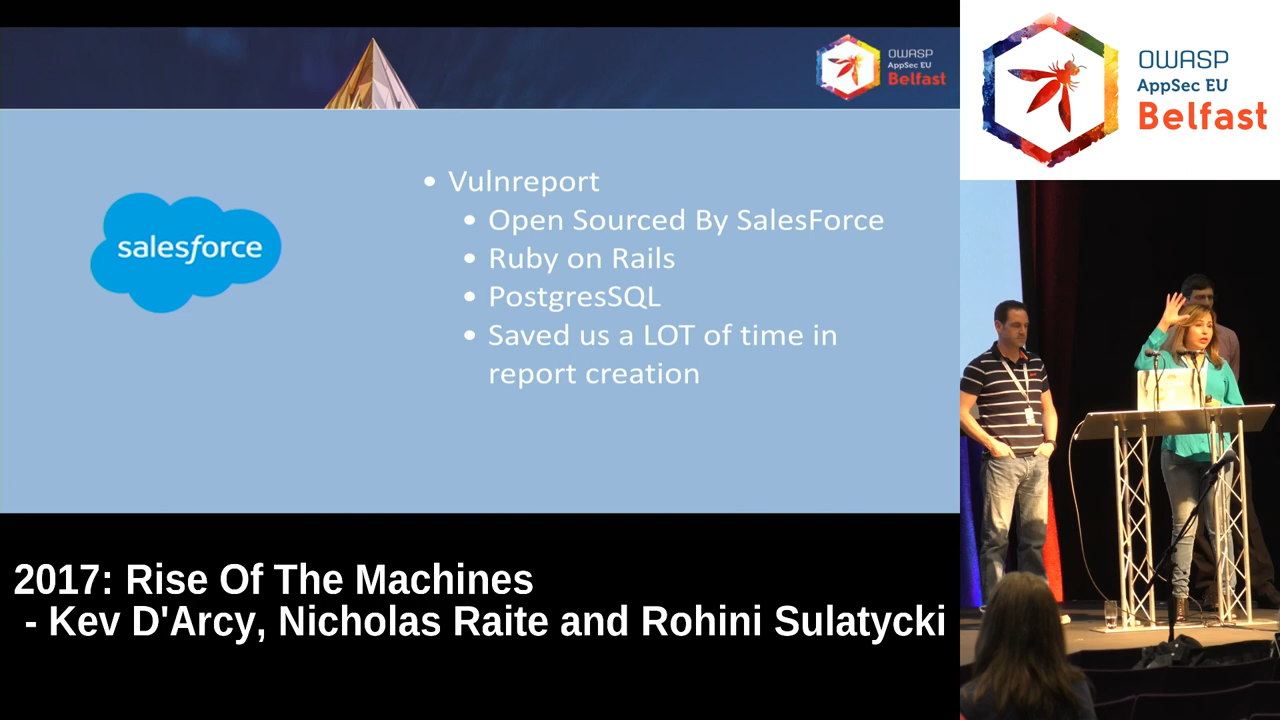 OWASP
AppSec EU
Belfast
OWASP
AppSec EU
Belfast
salesforce
• Vulnreport
• Open Sourced By SalesForce
• Ruby on Rails
• PostgresSQL
• Saved us a LOT of time in
report creation
2017: Rise Of The Machines
- Kev D'Arcy, Nicholas Raite and Rohini Sulatycki